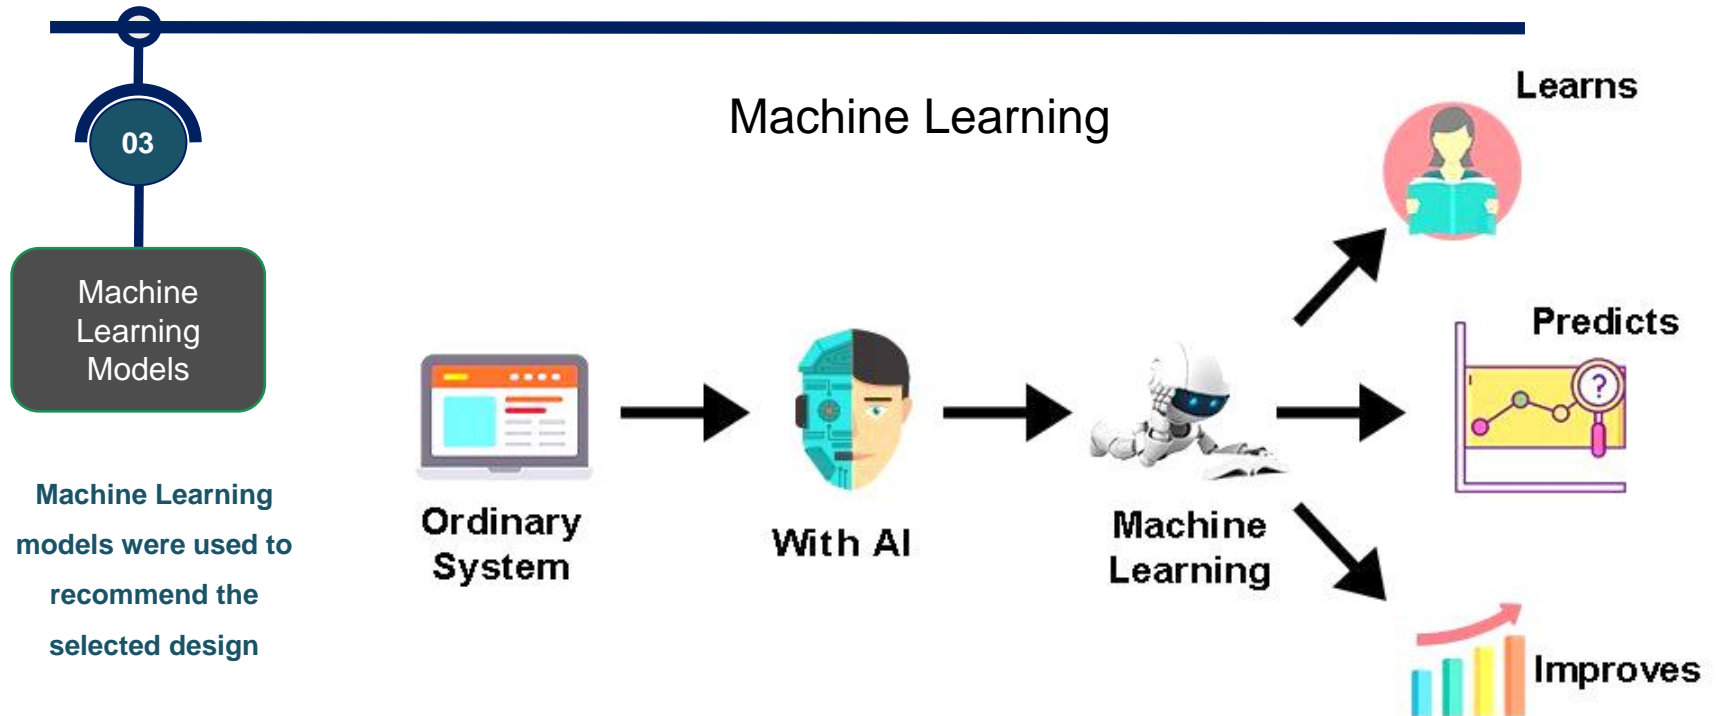 03
Machine
Learning
Models
Machine Learning
models were used to
recommend the
selected design
Machine Learning
Ordinary
System
With AI
Machine
Learning
Learns
Predicts
?
Improves